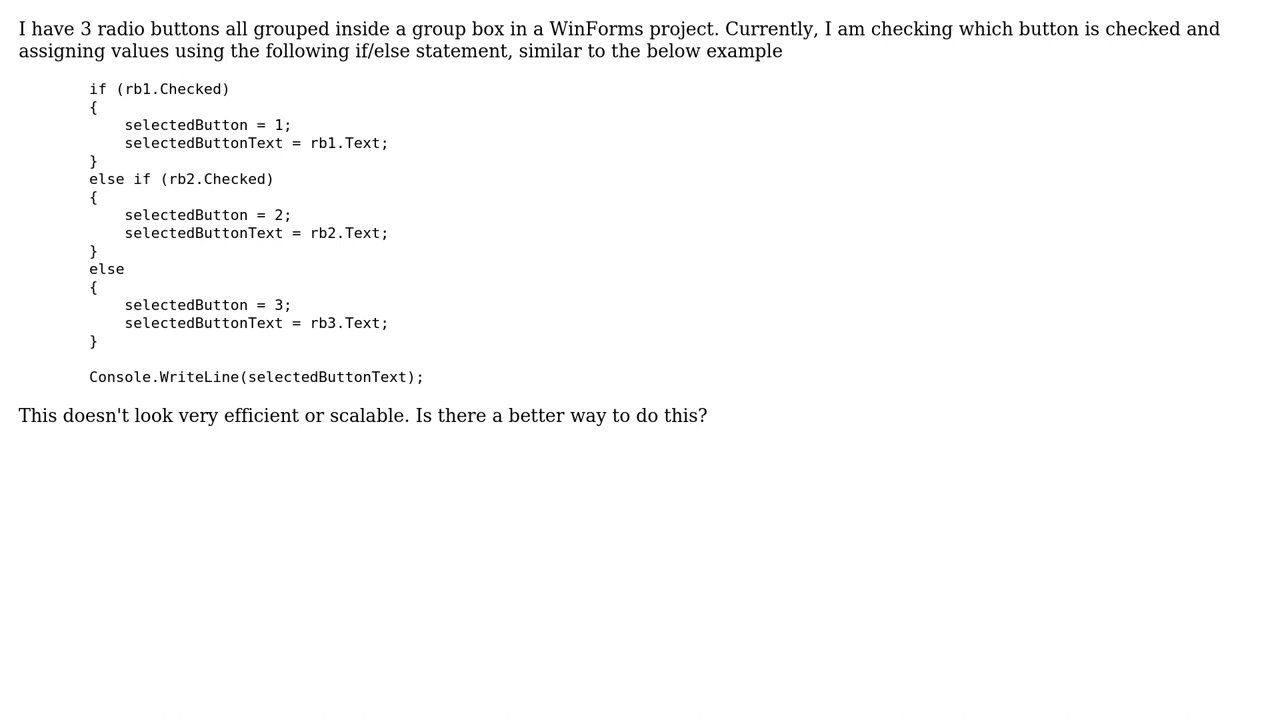 I have 3 radio buttons all grouped inside a group box in a WinForms project. Currently, I am checking which button is checked and
assigning values using the following if/else statement, similar to the below example
if (rb1.Checked)
{
    selectedButton = 1;
    selectedButtonText = rb1.Text;
}
else if (rb2.Checked)
{
    selectedButton = 2;
    selectedButtonText = rb2.Text;
}
else
{
    selectedButton = 3;
    selectedButtonText = rb3.Text;
}
Console.WriteLine(selectedButtonText);
This doesn't look very efficient or scalable. Is there a better way to do this?